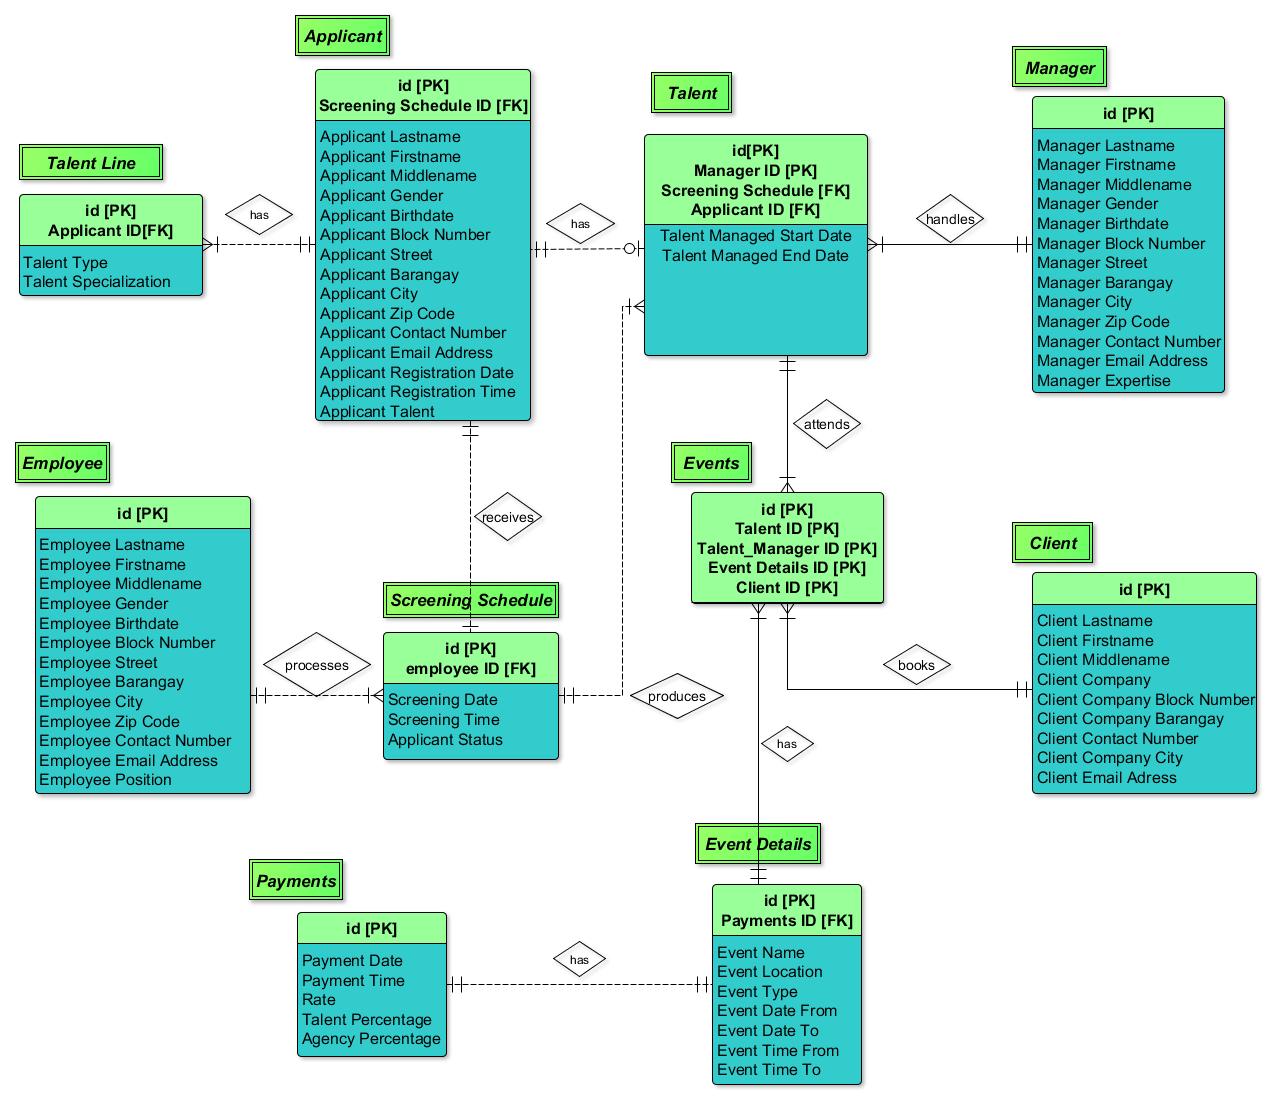 Applicant
id [PK]
Screening Schedule ID [FK]
Applicant Lastname
Applicant Firstname
Applicant Middlename
Applicant Gender
Applicant Birthdate
Applicant Block Number
Applicant Street
Applicant Barangay
Applicant City
Applicant Zip Code
Applicant Contact Number
Applicant Email Address
Applicant Registration Date
Applicant Registration Time
Applicant Talent
Talent Line
id [PK]
Applicant ID[FK]
Talent Type
Talent Specialization
has
has
Talent
id[PK]
Manager ID [PK]
Screening Schedule [FK]
Applicant ID [FK]
Talent Managed Start Date
Talent Managed End Date
handles
Manager
id [PK]
Manager Lastname
Manager Firstname
Manager Middlename
Manager Gender
Manager Birthdate
Manager Block Number
Manager Street
Manager Barangay
Manager City
Manager Zip Code
Manager Contact Number
Manager Email Address
Manager Expertise
attends
Employee
id [PK]
Employee Lastname
Employee Firstname
Employee Middlename
Employee Gender
Employee Birthdate
Employee Block Number
Employee Street
Employee Barangay
Employee City
Employee Zip Code
Employee Contact Number
Employee Email Address
Employee Position
receives
processes
Screening Schedule
id [PK]
employee ID [FK]
Screening Date
Screening Time
Applicant Status
produces
Events
id [PK]
Talent ID [PK]
Talent_Manager ID [PK]
Event Details ID [PK]
Client ID [PK]
books
has
Client
id [PK]
Client Lastname
Client Firstname
Client Middlename
Client Company
Client Company Block Number
Client Company Barangay
Client Contact Number
Client Company City
Client Email Adress
Payments
id [PK]
Payment Date
Payment Time
Rate
Talent Percentage
Agency Percentage
has
Event Details
id [PK]
Payments ID [FK]
Event Name
Event Location
Event Type
Event Date From
Event Date To
Event Time From
Event Time To